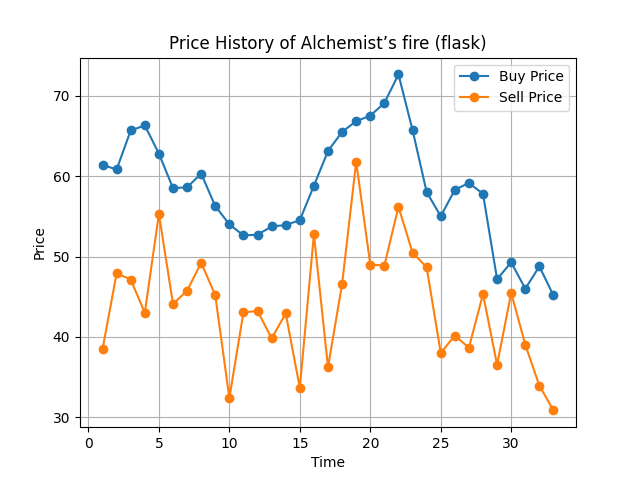 Price History of Alchemist’s fire (flask)
Buy Price
Sell Price
Price
70
60
50
40
30
0 5 10 15 20 25 30
Time